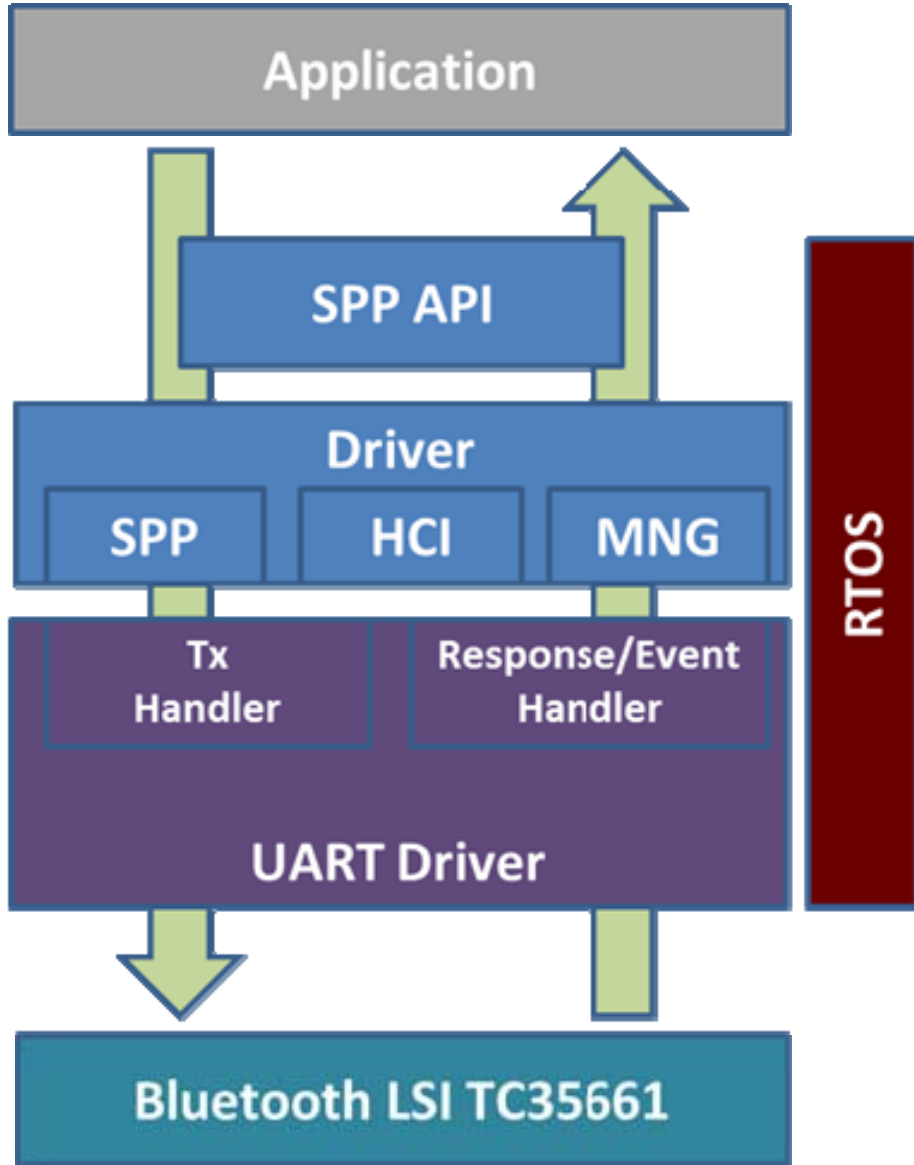 Application
SPP API
Driver
SPP
HCI
MNG
Tx
Handler
Response/Event
Handler
UART Driver
RTOS
Bluetooth LSI TC35661